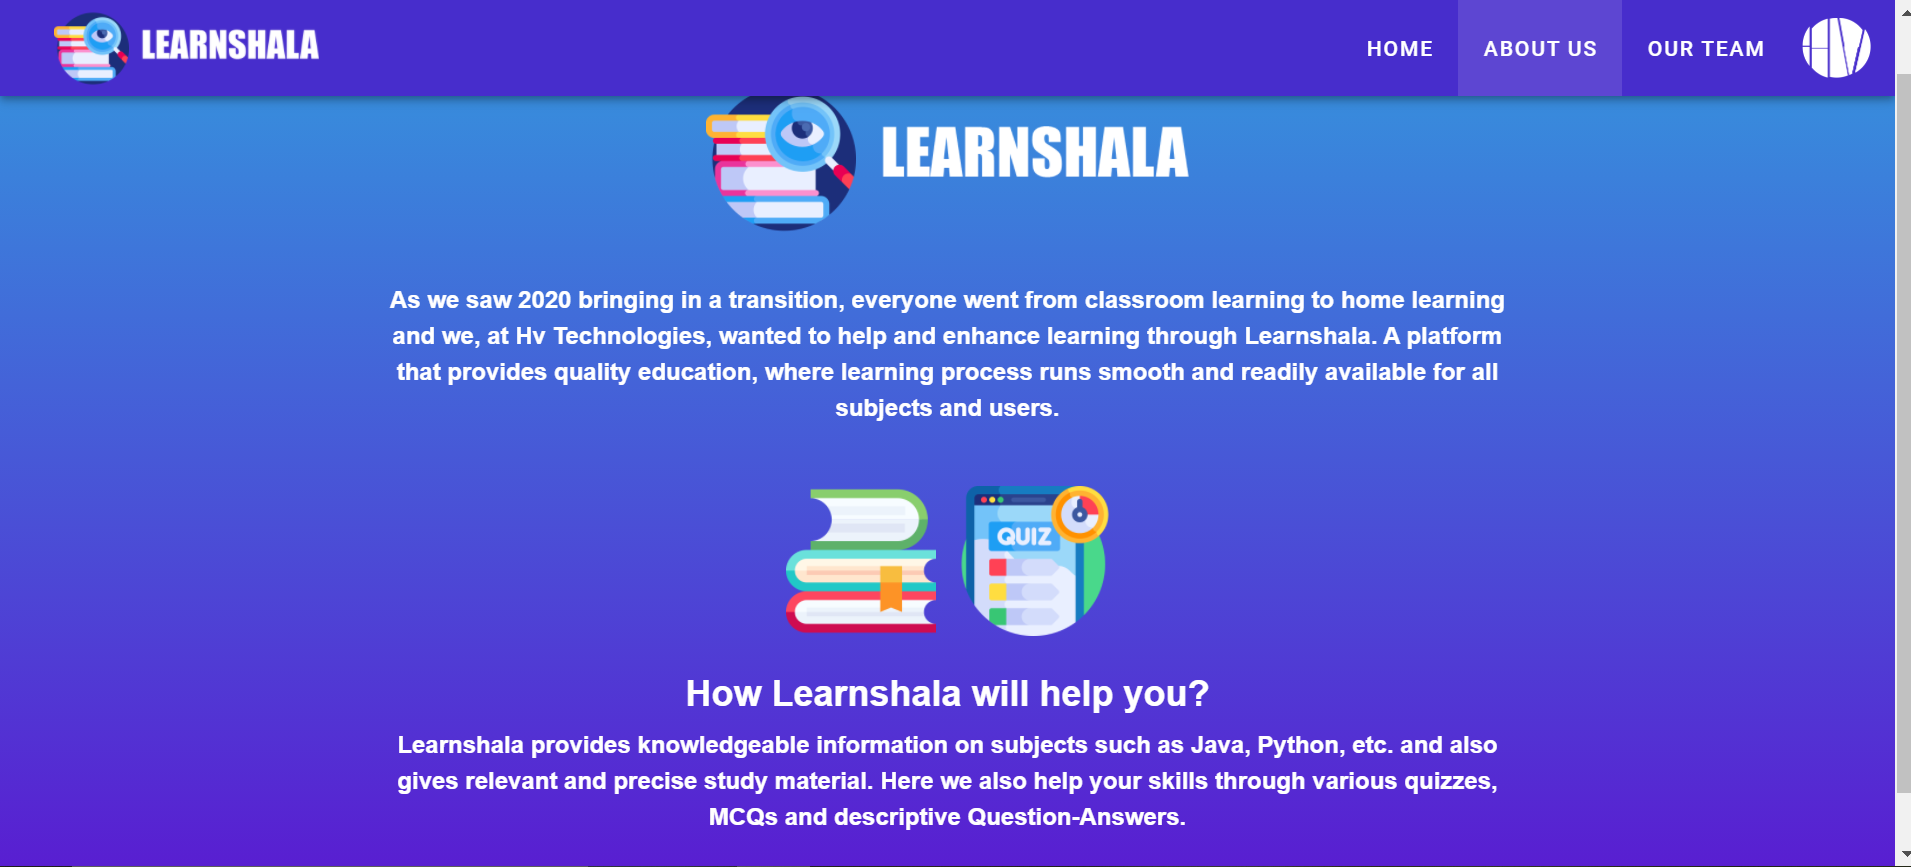 LEARNSHALA
HOME
ABOUT US
OUR TEAM
HV
LEARNSHALA
As we saw 2020 bringing in a transition, everyone went from classroom learning to home learning
and we, at Hv Technologies, wanted to help and enhance learning through Learnshala. A platform
that provides quality education, where learning process runs smooth and readily available for all
subjects and users.
QUIZ
How Learnshala will help you?
Learnshala provides knowledgeable information on subjects such as Java, Python, etc. and also
gives relevant and precise study material. Here we also help your skills through various quizzes,
MCQs and descriptive Question-Answers.